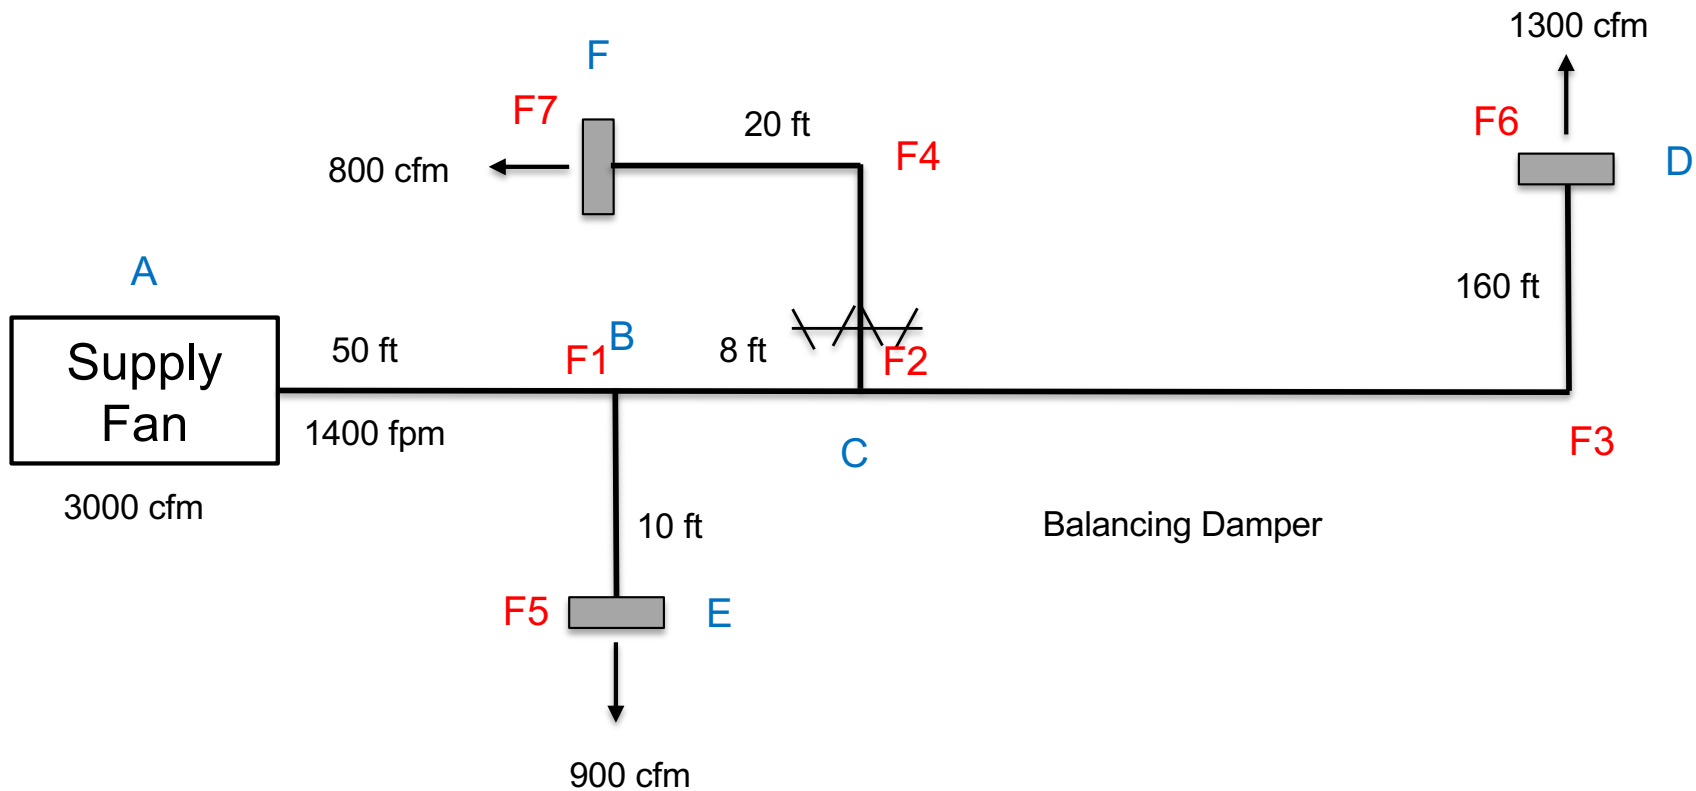 1300 cfm
F
F7
20 ft
F6
F4
D
800 cfm
A
160 ft
Supply
Fan
50 ft
F1
B
8 ft
F2
1400 fpm
F3
C
3000 cfm
10 ft
Balancing Damper
F5
E
900 cfm